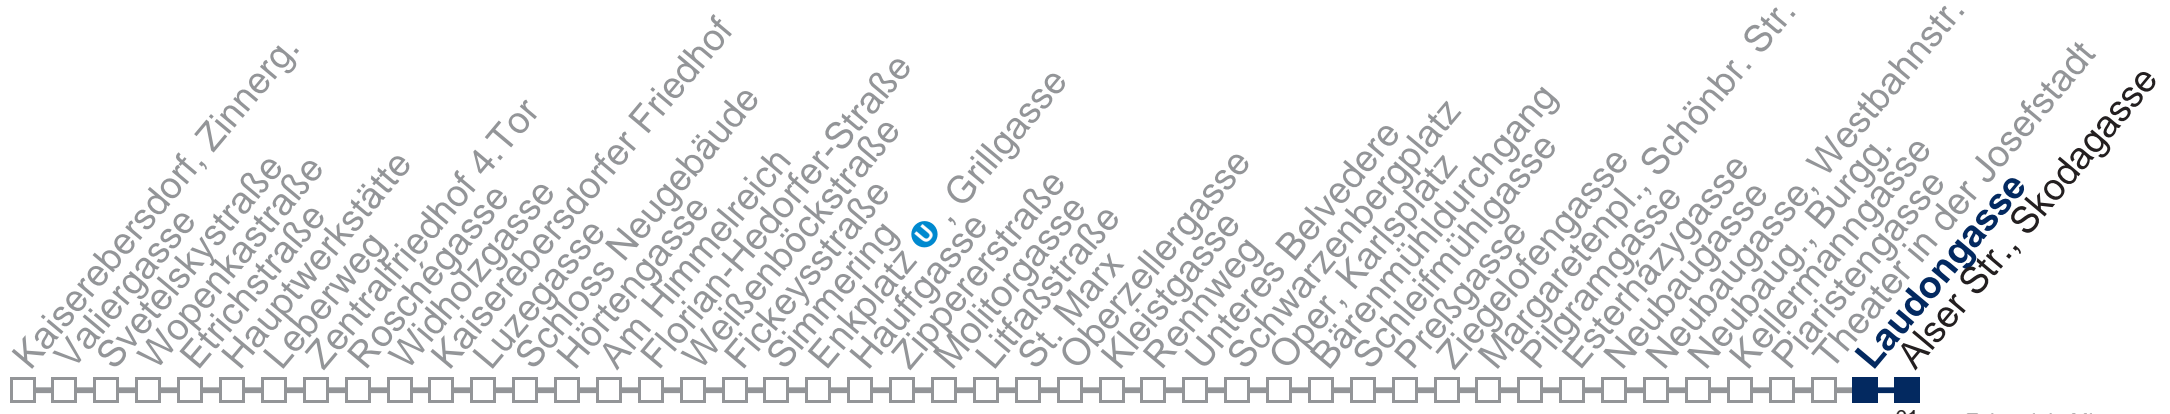 Kaiserebersdorf, Zinnerg.
Valiergasse
Svetelskystraße
Wopenkastraße
Etrichstraße
Hauptwerkstätte
Leberweg
Zentralfriedhof 4.Tor
Roschégasse
Widholzgasse
Kaiserebersdorfer Friedhof
Luzegasse
Schloss Neugebäude
Hörtengasse
Am Himmelreich
Florian-Hedorfer-Straße
Weißenböckstraße
Fickeysstraße
Simmering
Enkplatz U , Grillgasse
Hauffgasse
Zippererstraße
Molitorgasse
Litfaßstraße
St. Marx
Oberzellergasse
Kleistgasse
Rennweg
Unteres Belvedere
Schwarzenbergplatz
Oper, Karlsplatz
Bärenmühldurchgang
Schleifmühlgasse
Preßgasse
Ziegelofengasse
Margaretenpl., Schönbr. Str.
Pilgramgasse
Esterházygasse
Neubaugasse
Neubaugasse, Westbahnstr.
Neubaug., Burgg.
Kellermanngasse
Piaristengasse
Theater in der Josefstadt
Laudongasse
Alser Str., Skodagasse